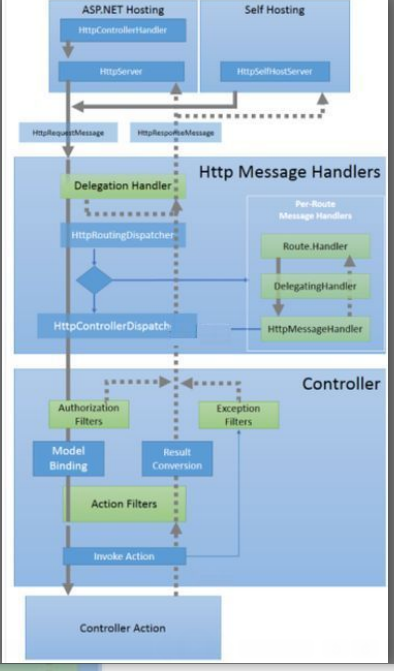 ASP.NET Hosting
Self Hosting
HttpControllerHandler
HttpServer
HttpSelfHostServer
HttpRequestMessage
HttpResponseMessage
Http Message Handlers
Delegation Handler
Per-Route
Message Handlers
HttpRoutingDispatcher
Route.Handler
DelegatingHandler
HttpControllerDispatch
HttpMessageHandler
Controller
Authorization
Filters
Exception
Filters
Model
Binding
Result
Conversion
Action Filters
Invoke Action
Controller Action